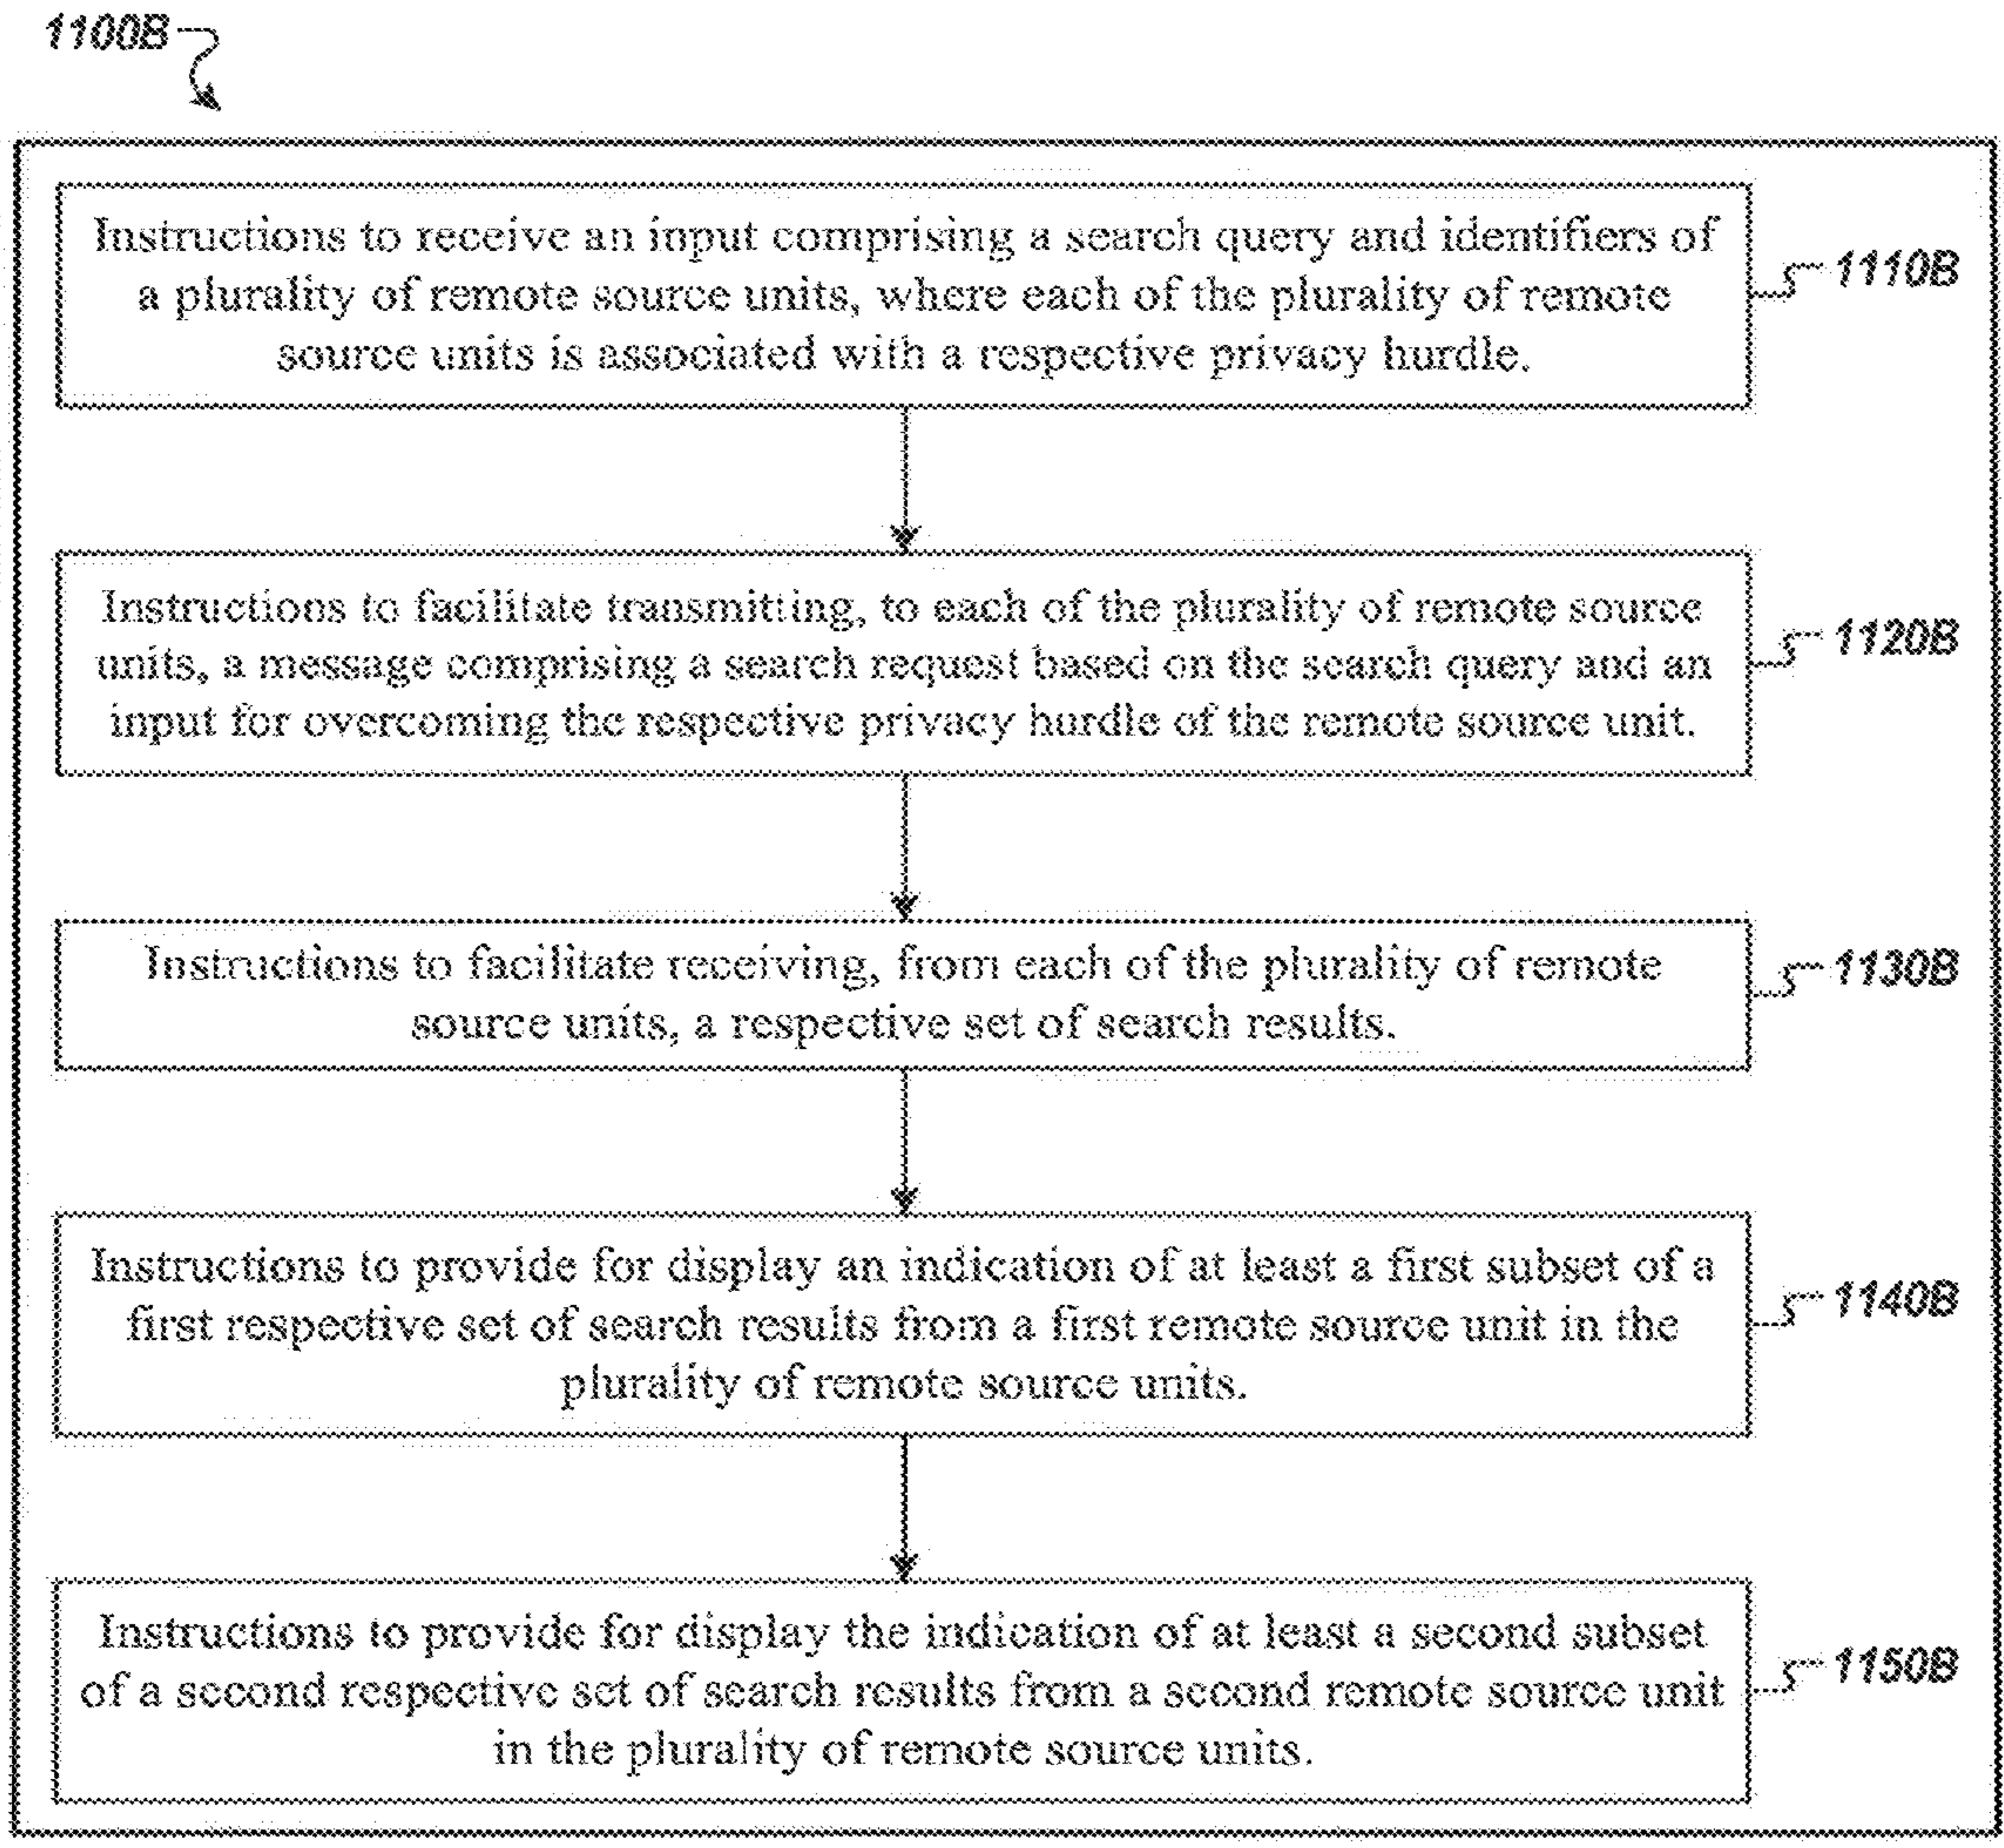 1100B
Instructions to receive an input comprising a search query and identifiers of
a plurality of remote source units, where each of the plurality of remote
source units is associated with a respective privacy hurdle.
1110B
Instructions to facilitate transmitting, to each of the plurality of remote source
units, a message comprising a search request based on the search query and an
input for overcoming the respective privacy hurdle of the remote source unit.
1120B
Instructions to facilitate receiving, from each of the plurality of remote
source units, a respective set of search results.
1130B
Instructions to provide for display an indication of at least a first subset of a
first respective set of search results from a first remote source unit in the
plurality of remote source units.
1140B
Instructions to provide for display the indication of at least a second subset
of a second respective set of search results from a second remote source unit
in the plurality of remote source units.
1150B